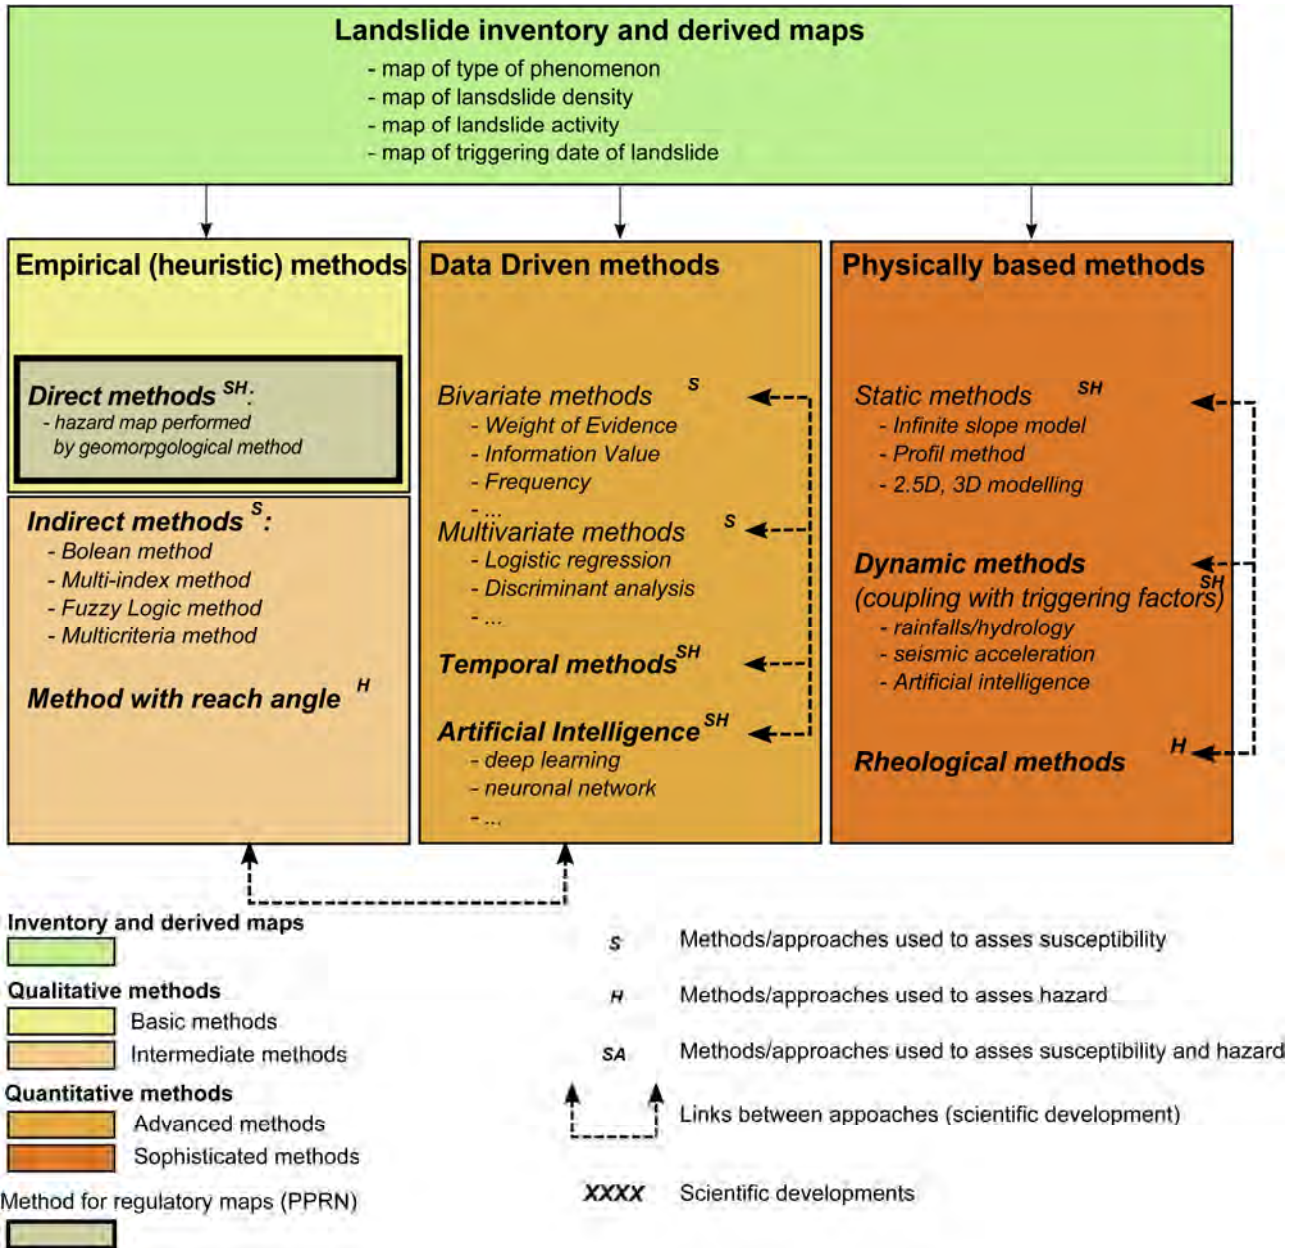 Landslide inventory and derived maps
- map of type of phenomenon
- map of lansdslide density
- map of landslide activity
- map of triggering date of landslide
Empirical (heuristic) methods
Direct methods SH:
- hazard map performed
by geomorpgological method
Indirect methods S:
- Bolean method
- Multi-index method
- Fuzzy Logic method
- Multicriteria method
Method with reach angle H
Data Driven methods
Bivariate methods S
- Weight of Evidence
- Information Value
- Frequency
- ...
Multivariate methods S
- Logistic regression
- Discriminant analysis
- ...
Temporal methods SH
Artificial Intelligence SH
- deep learning
- neuronal network
- ...
Physically based methods
Static methods SH
- Infinite slope model
- Profil method
- 2.5D, 3D modelling
Dynamic methods
(coupling with triggering factors) SH
- rainfalls/hydrology
- seismic acceleration
- Artificial intelligence
Rheological methods H
Inventory and derived maps
Qualitative methods
Basic methods
Intermediate methods
Quantitative methods
Advanced methods
Sophisticated methods
Method for regulatory maps (PPRN)
S Methods/approaches used to asses susceptibility
H Methods/approaches used to asses hazard
SA Methods/approaches used to asses susceptibility and hazard
Links between appoaches (scientific development)
XXXX Scientific developments